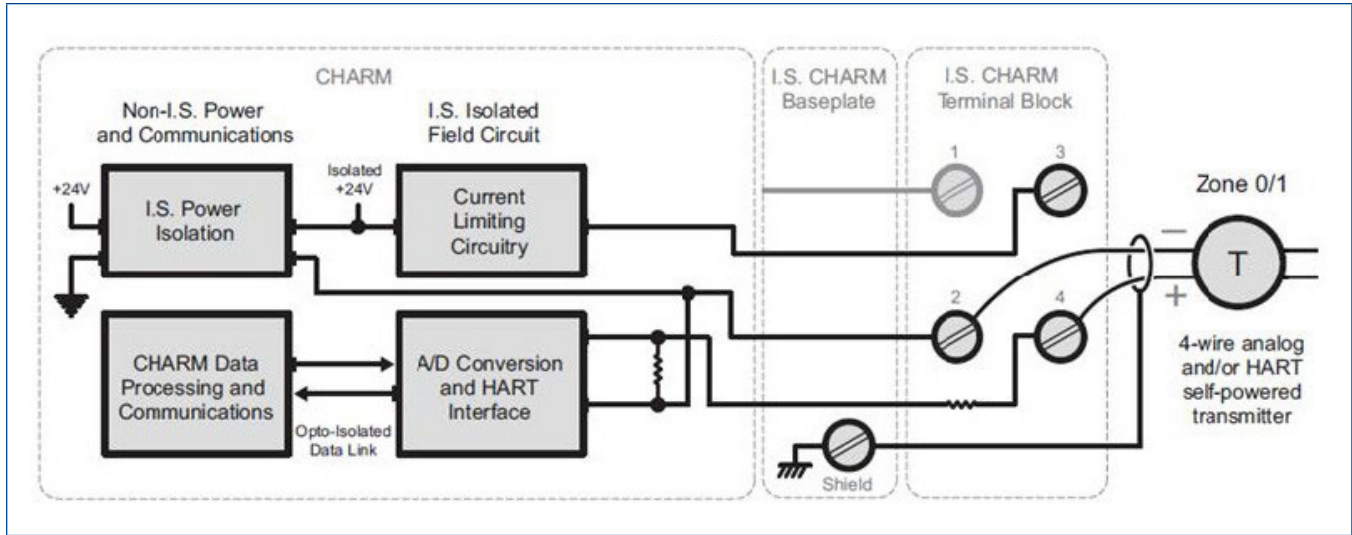 CHARM
I.S. CHARM
Baseplate
I.S. CHARM
Terminal Block
Non-I.S. Power
and Communications
I.S. Isolated
Field Circuit
+24V
I.S. Power
Isolation
Isolated
+24V
Current
Limiting
Circuitry
1
3
Zone 0/1
−
T
+
2
4
CHARM Data
Processing and
Communications
Opto-Isolated
Data Link
A/D Conversion
and HART
Interface
4-wire analog
and/or HART
self-powered
transmitter
Shield